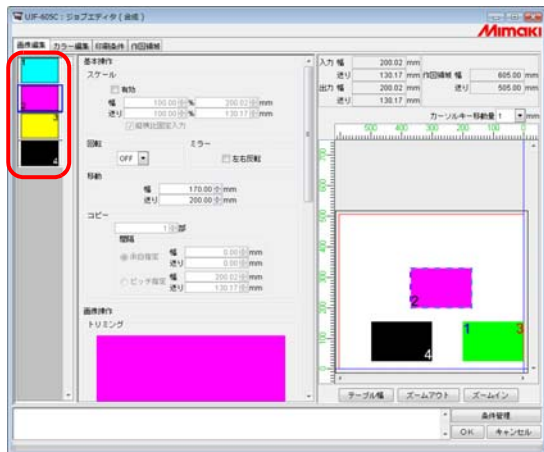 UJF-605C : ジョブエディタ ( 合成 )
Mimaki
画像編集 カラー編集 印刷条件 作図領域
1
2
3
4
基本操作
スケール
有効
幅 100.00 % 200.02 mm
送り 100.00 % 130.17 mm
縦横比固定入力
回転 ミラー
OFF 左右反転
移動
幅 170.00 mm
送り 200.00 mm
コピー
1 部
間隔
余白指定 幅 0.00 mm
送り 0.00 mm
ピッチ指定 幅 200.02 mm
送り 130.17 mm
画像操作
トリミング
入力 幅 200.02 mm
送り 130.17 mm 作図領域 幅 605.00 mm
出力 幅 200.02 mm 送り 505.00 mm
送り 130.17 mm
カーソルキー移動量 1 mm
500 400 300 200 100 0
2
1 3
4
テーブル幅 ズームアウト ズームイン
条件管理
OK キャンセル